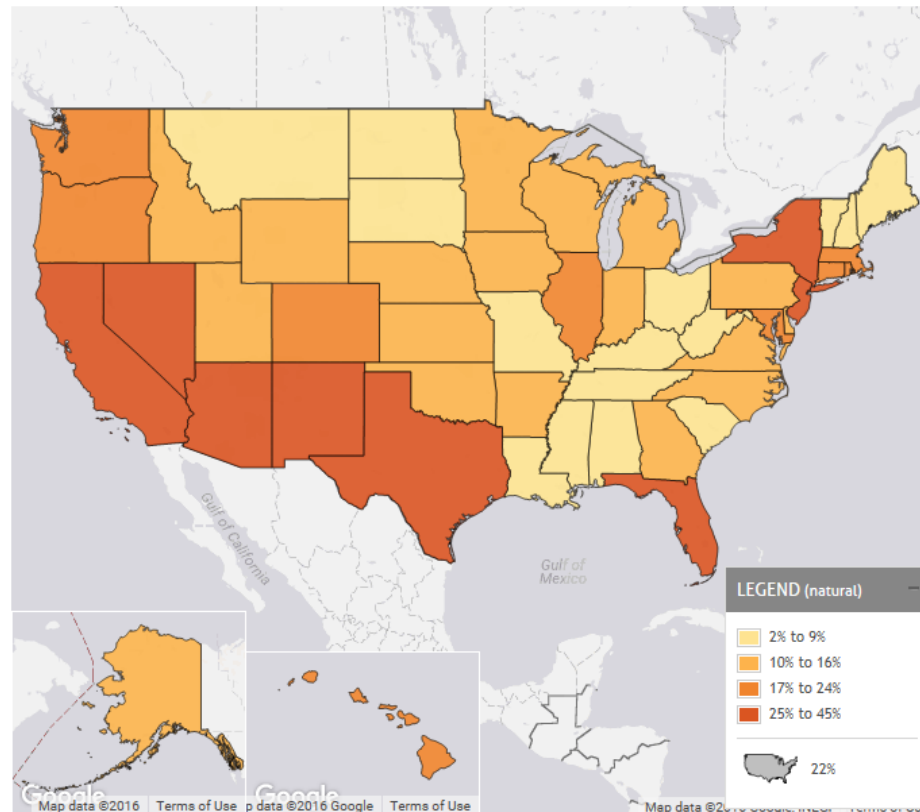 Gulf of California
Gulf of
Mexico
LEGEND (natural)
2% to 9%
10% to 16%
17% to 24%
25% to 45%
22%
Google
Google
Map data ©2016
Terms of Use
p data ©2016 Google
Terms of Use
Map data